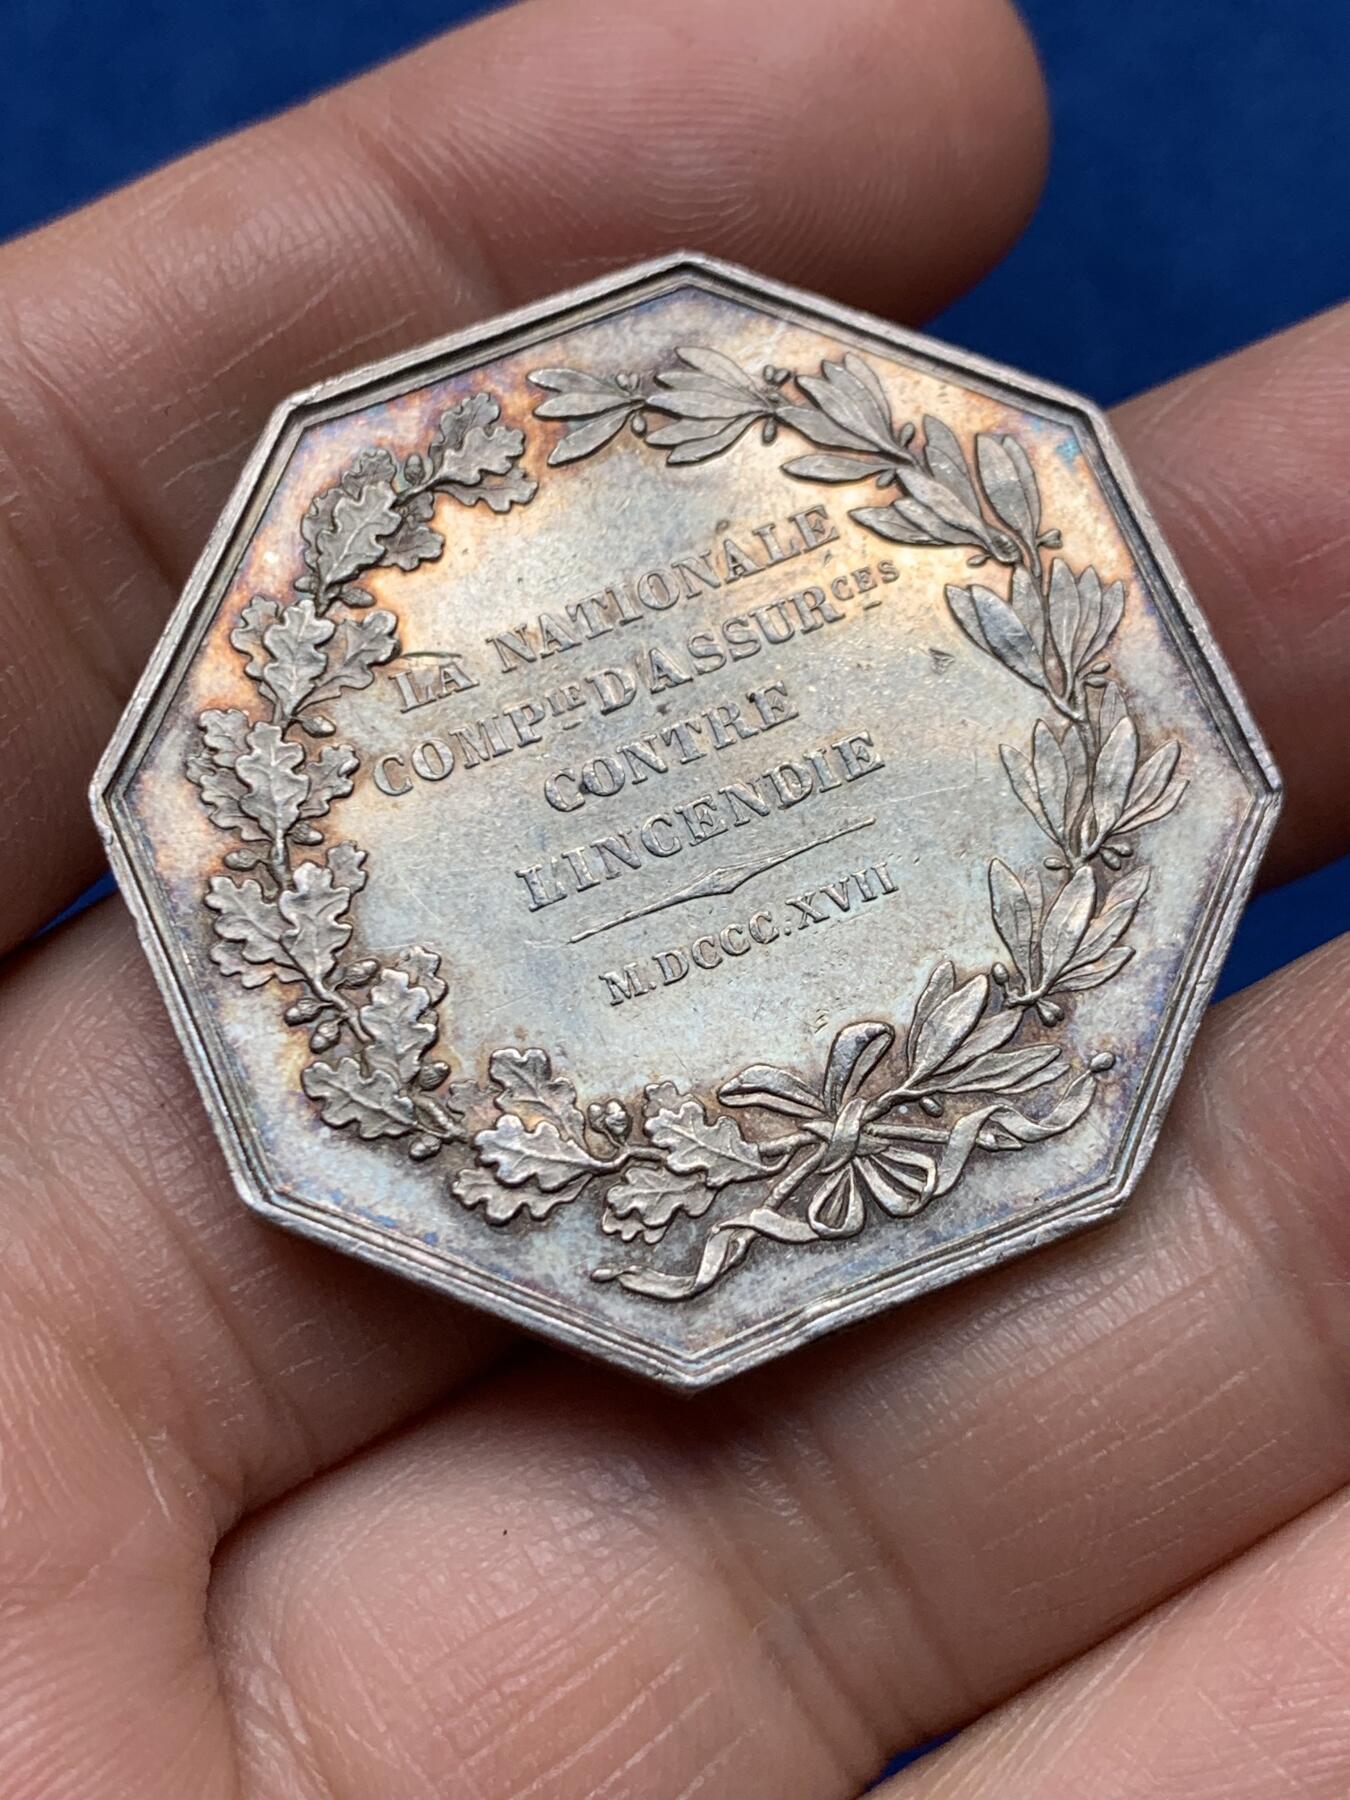 LA NATIONALE
COMPIE D'ASSURCES
CONTRE
L'INCENDIE
M.DCCC.XVII